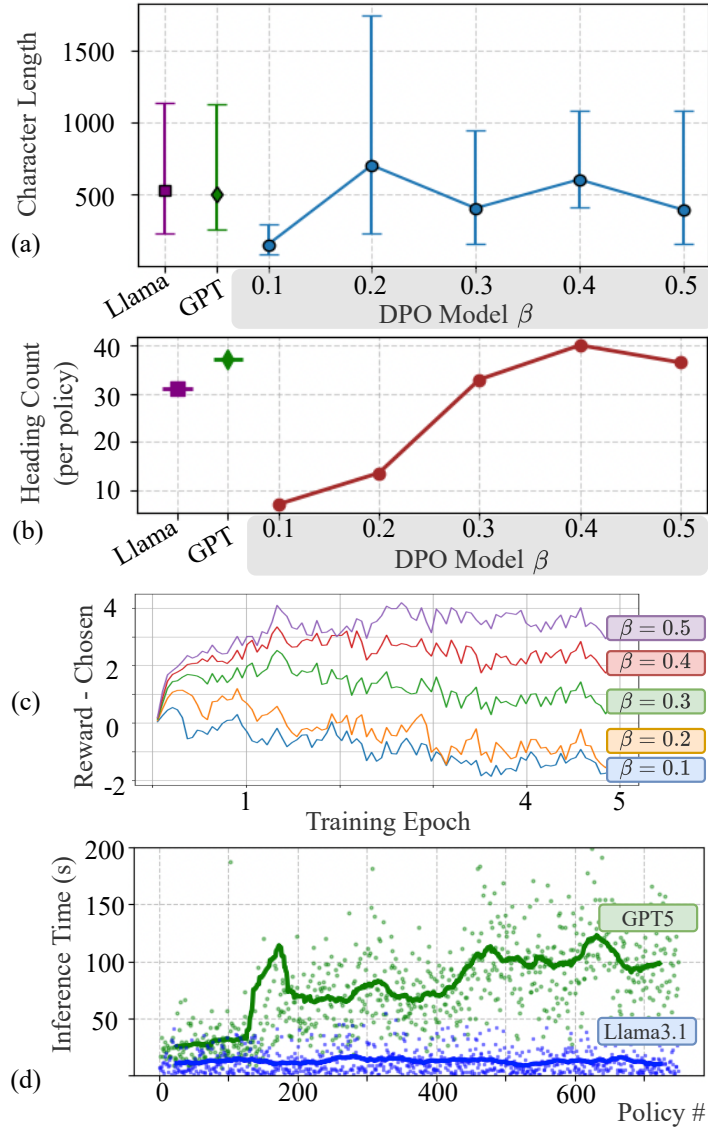 1500
1000
500
Character Length
(a)
Llama
GPT
0.1
0.2
0.3
0.4
0.5
DPO Model β
40
30
20
10
Heading Count
(per policy)
(b)
Llama
GPT
0.1
0.2
0.3
0.4
0.5
DPO Model β
4
2
0
-2
Reward - Chosen
(c)
β = 0.5
β = 0.4
β = 0.3
β = 0.2
β = 0.1
1
4
5
Training Epoch
200
150
100
50
Inference Time (s)
GPT5
Llama3.1
(d)
0
200
400
600
Policy #